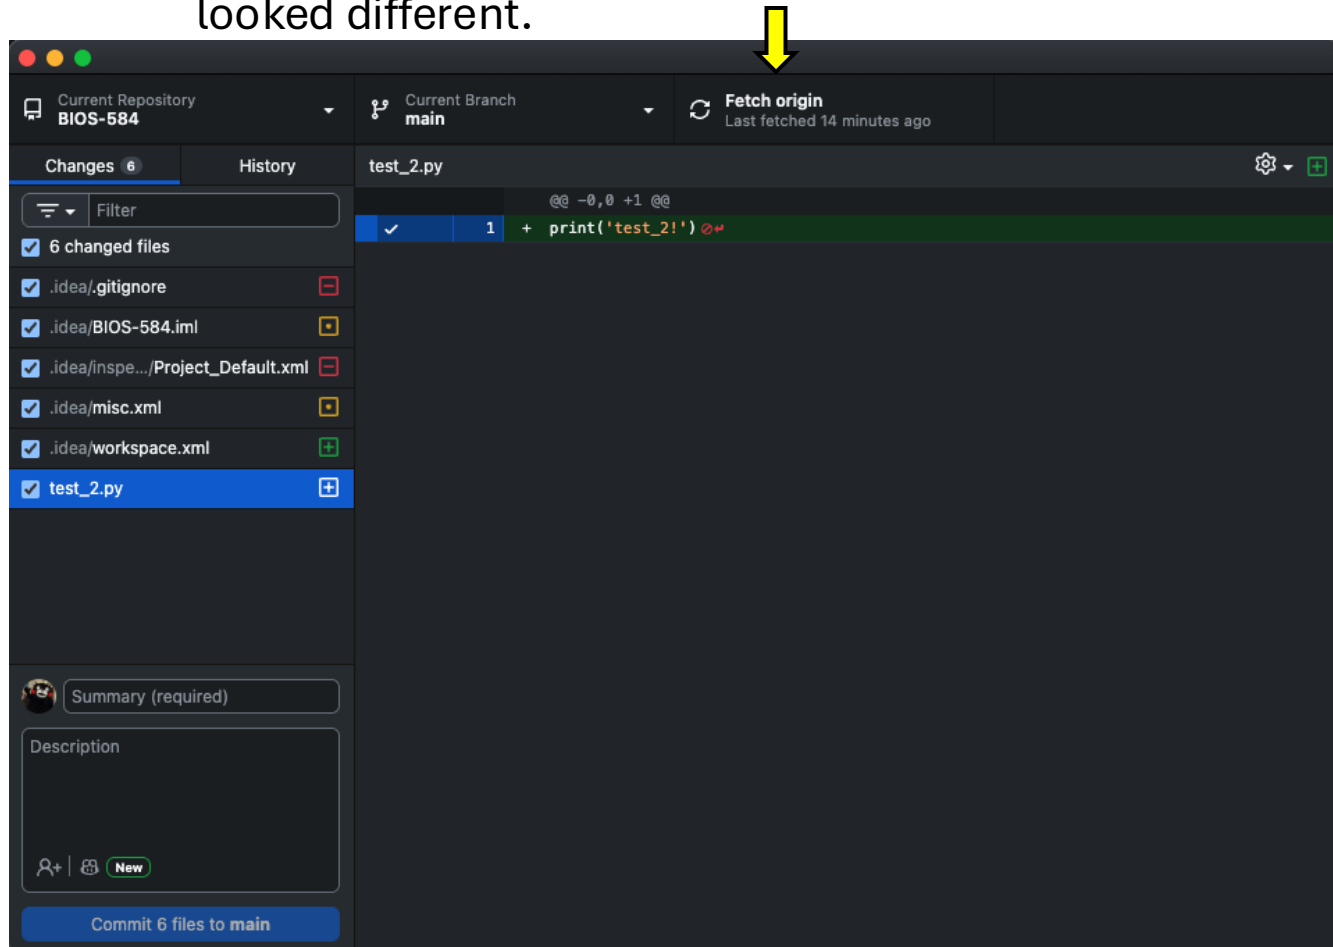 looked different.
Current Repository
BIOS-584
Current Branch
main
Fetch origin
Last fetched 14 minutes ago
Changes 6
History
test_2.py
Filter
6 changed files
.idea/.gitignore
.idea/BIOS-584.iml
.idea/inspe.../Project_Default.xml
.idea/misc.xml
.idea/workspace.xml
test_2.py
@@ -0,0 +1 @@
1 + print('test_2!')
Summary (required)
Description
New
Commit 6 files to main